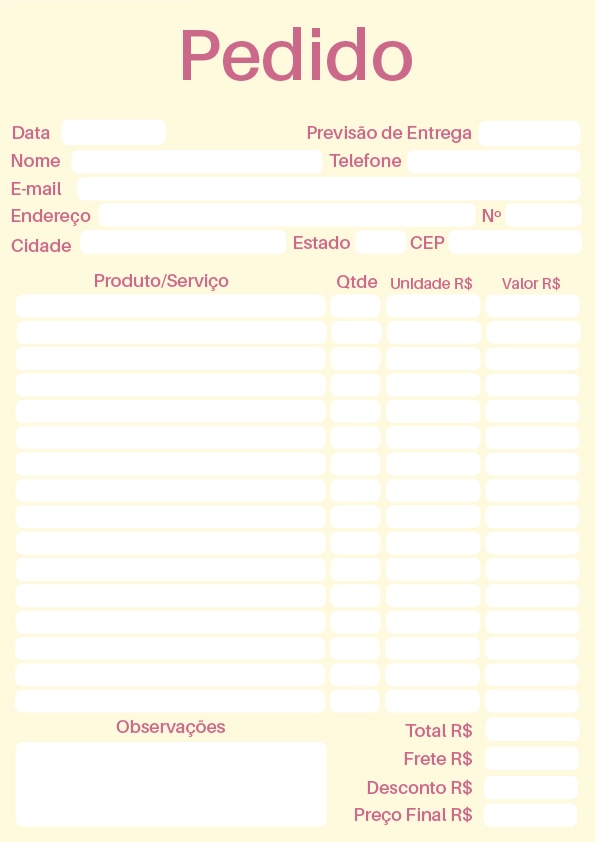 Pedido
Data Previsão de Entrega
Nome Telefone
E-mail
Endereço Nº
Cidade Estado CEP
Produto/Serviço Qtde Unidade R$ Valor R$
Observações
Total R$
Frete R$
Desconto R$
Preço Final R$